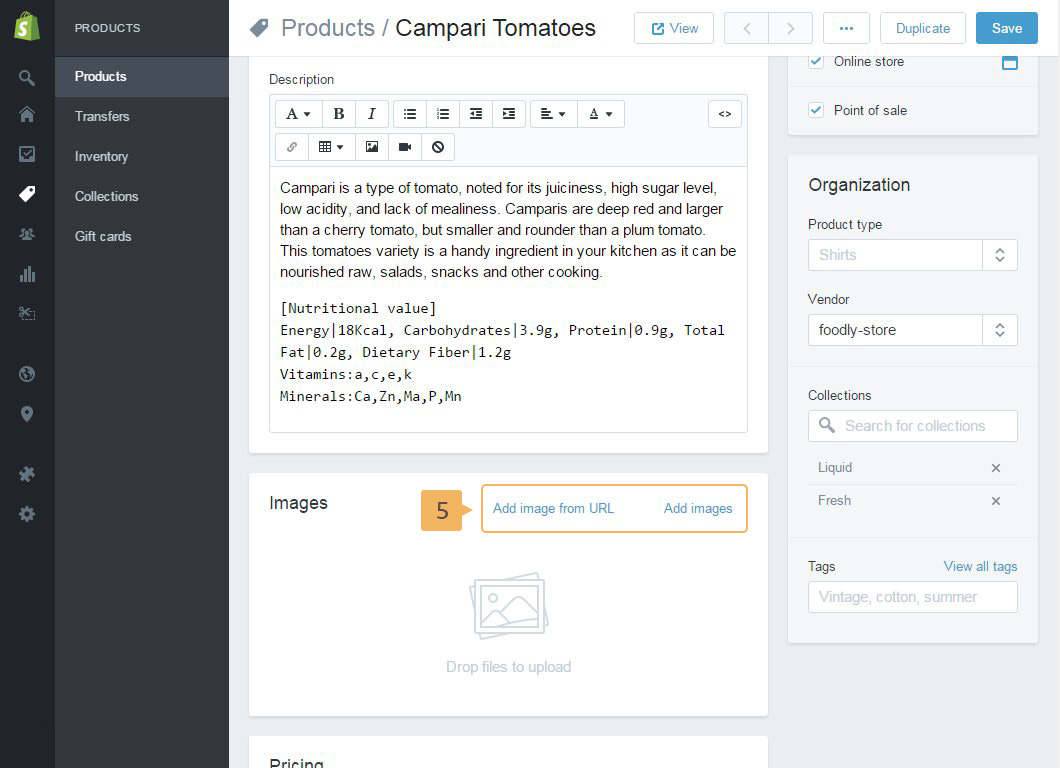 PRODUCTS
Products
Transfers
Inventory
Collections
Gift cards
Products / Campari Tomatoes
View
Duplicate
Save
Description
A
B
I
A
<>
Campari is a type of tomato, noted for its juiciness, high sugar level,
low acidity, and lack of mealiness. Camparis are deep red and larger
than a cherry tomato, but smaller and rounder than a plum tomato.
This tomatoes variety is a handy ingredient in your kitchen as it can be
nourished raw, salads, snacks and other cooking.
[Nutritional value]
Energy|18Kcal, Carbohydrates|3.9g, Protein|0.9g, Total
Fat|0.2g, Dietary Fiber|1.2g
Vitamins:a,c,e,k
Minerals:Ca,Zn,Ma,P,Mn
Images
5
Add image from URL
Add images
Drop files to upload
Pricing
Online store
Point of sale
Organization
Product type
Shirts
Vendor
foodly-store
Collections
Search for collections
Liquid
Fresh
Tags
View all tags
Vintage, cotton, summer